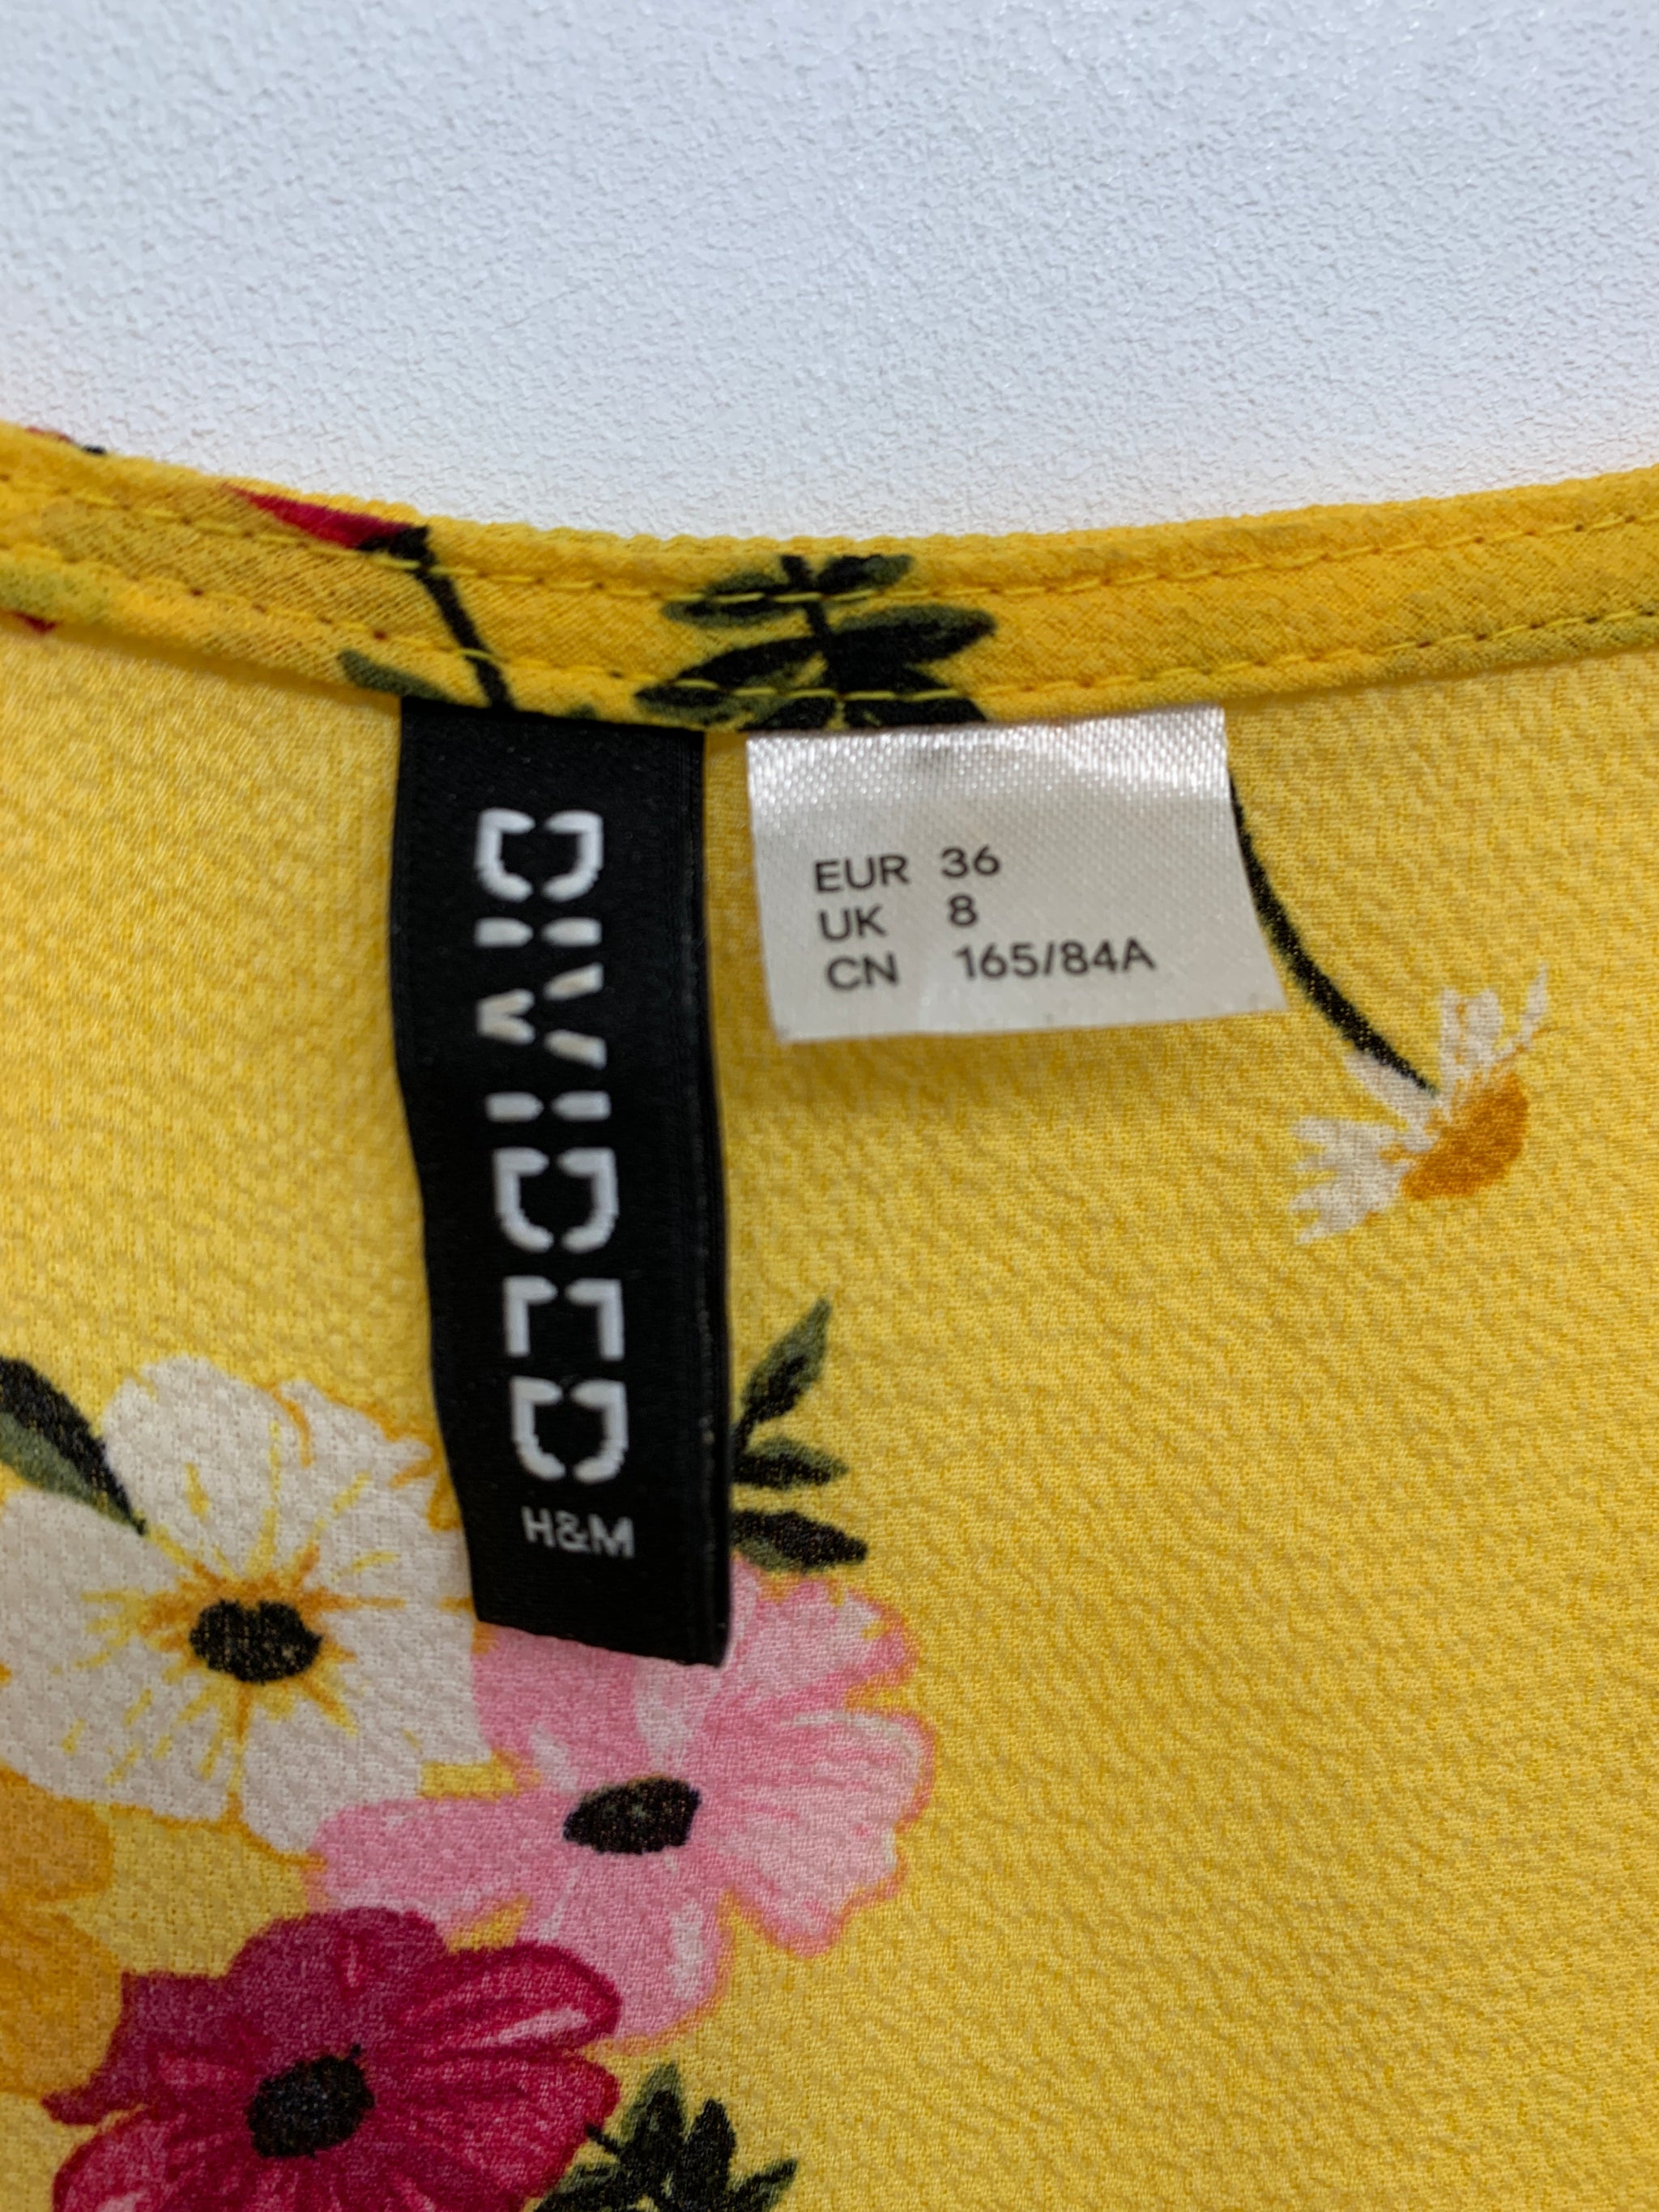 DIVIDED
H&M
EUR 36
UK 8
CN 165/84A